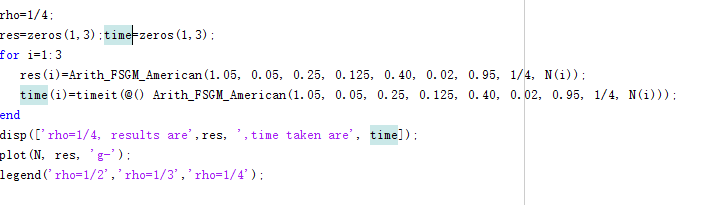 rho=1/4;
res=zeros(1,3);time=zeros(1,3);
for i=1:3
res(i)=Arith_FSGM_American(1.05, 0.05, 0.25, 0.125, 0.40, 0.02, 0.95, 1/4, N(i));
time(i)=timeit(@() Arith_FSGM_American(1.05, 0.05, 0.25, 0.125, 0.40, 0.02, 0.95, 1/4, N(i)));
end
disp(['rho=1/4, results are',res, ',time taken are', time]);
plot(N, res, 'g-');
legend('rho=1/2','rho=1/3','rho=1/4');